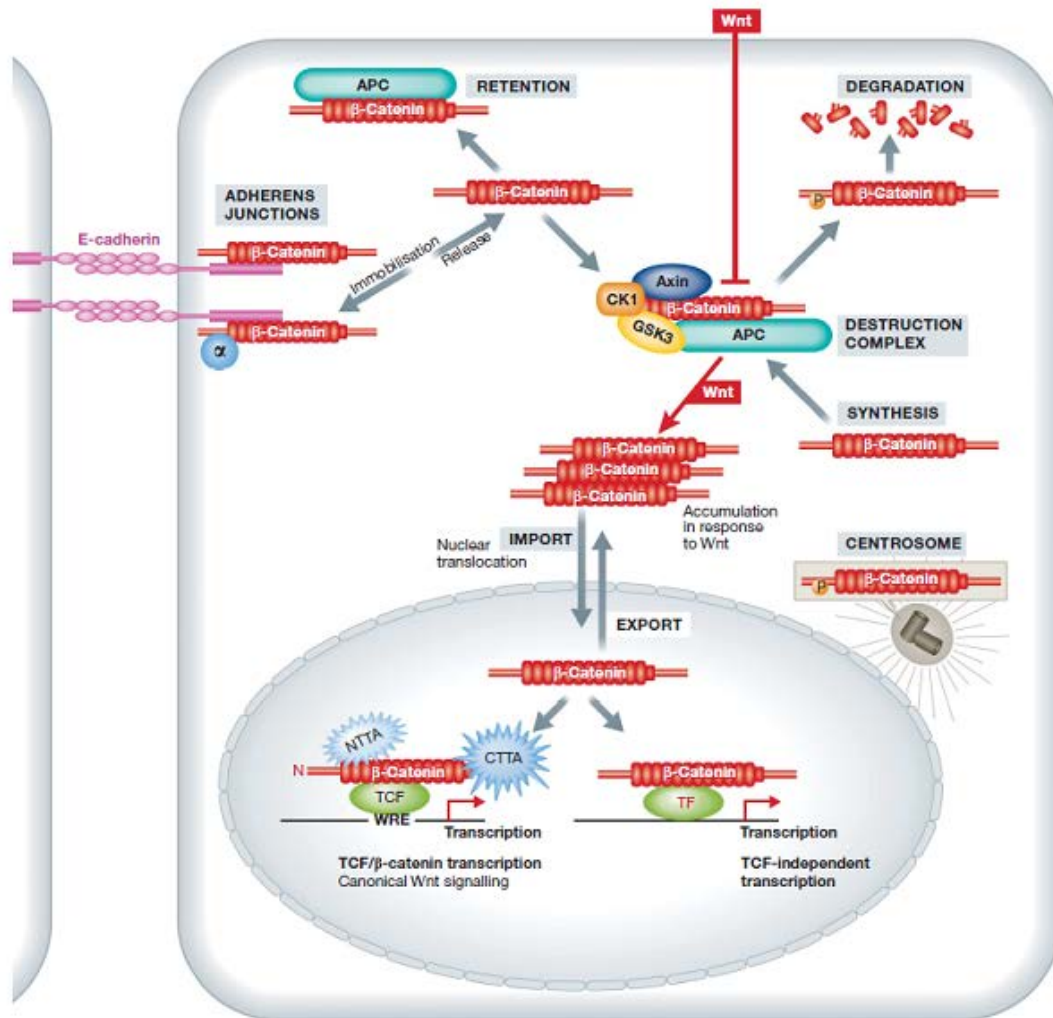 Wnt
APC
β-Catenin
RETENTION
DEGRADATION
β-Catenin
P
β-Catenin
ADHERENS
JUNCTIONS
E-cadherin
β-Catenin
Immobilisation
Release
β-Catenin
α
Axin
CK1
β-Catenin
GSK3
APC
DESTRUCTION
COMPLEX
Wnt
SYNTHESIS
β-Catenin
β-Catenin
β-Catenin
β-Catenin
Accumulation
in response
to Wnt
IMPORT
Nuclear
translocation
CENTROSOME
P
β-Catenin
EXPORT
β-Catenin
NTTA
CTTA
N
β-Catenin
TCF
WRE
Transcription
TCF/β-catenin transcription
Canonical Wnt signalling
β-Catenin
TF
Transcription
TCF-independent
transcription